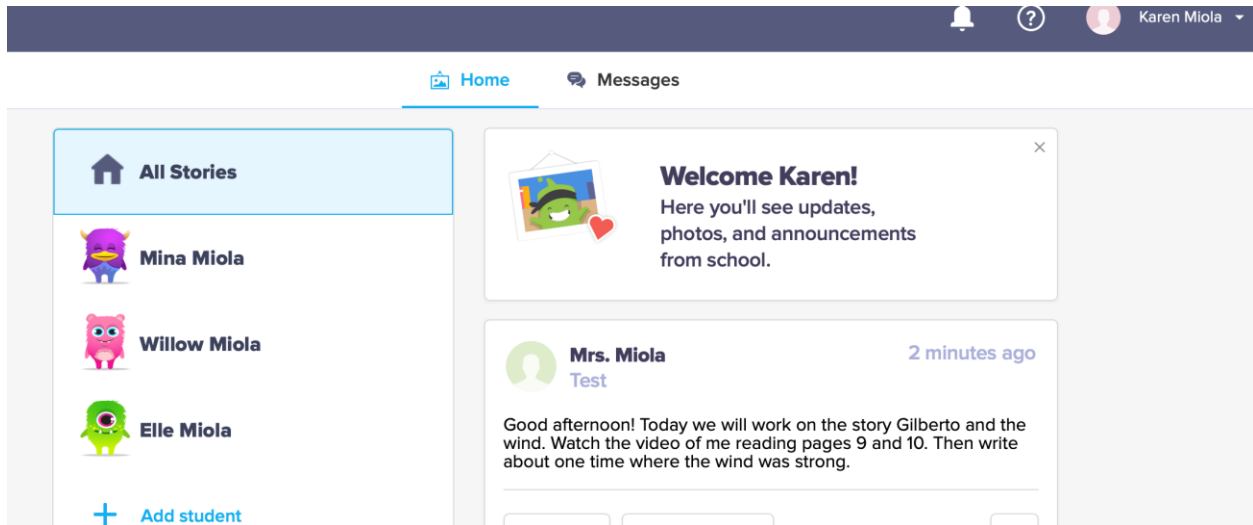 Karen Miola
Home
Messages
All Stories
Mina Miola
Willow Miola
Elle Miola
Add student
Welcome Karen!
Here you'll see updates,
photos, and announcements
from school.
Mrs. Miola
2 minutes ago
Test
Good afternoon! Today we will work on the story Gilberto and the
wind. Watch the video of me reading pages 9 and 10. Then write
about one time where the wind was strong.